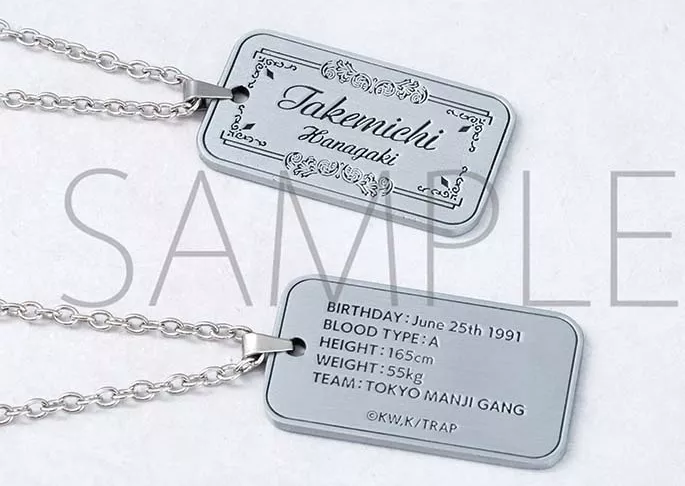 Takemichi
Hanagaki
SAMPLE
BIRTHDAY:June 25th 1991
BLOOD TYPE:A
HEIGHT:165cm
WEIGHT:55kg
TEAM:TOKYO MANJI GANG
©KW,K/TRAP